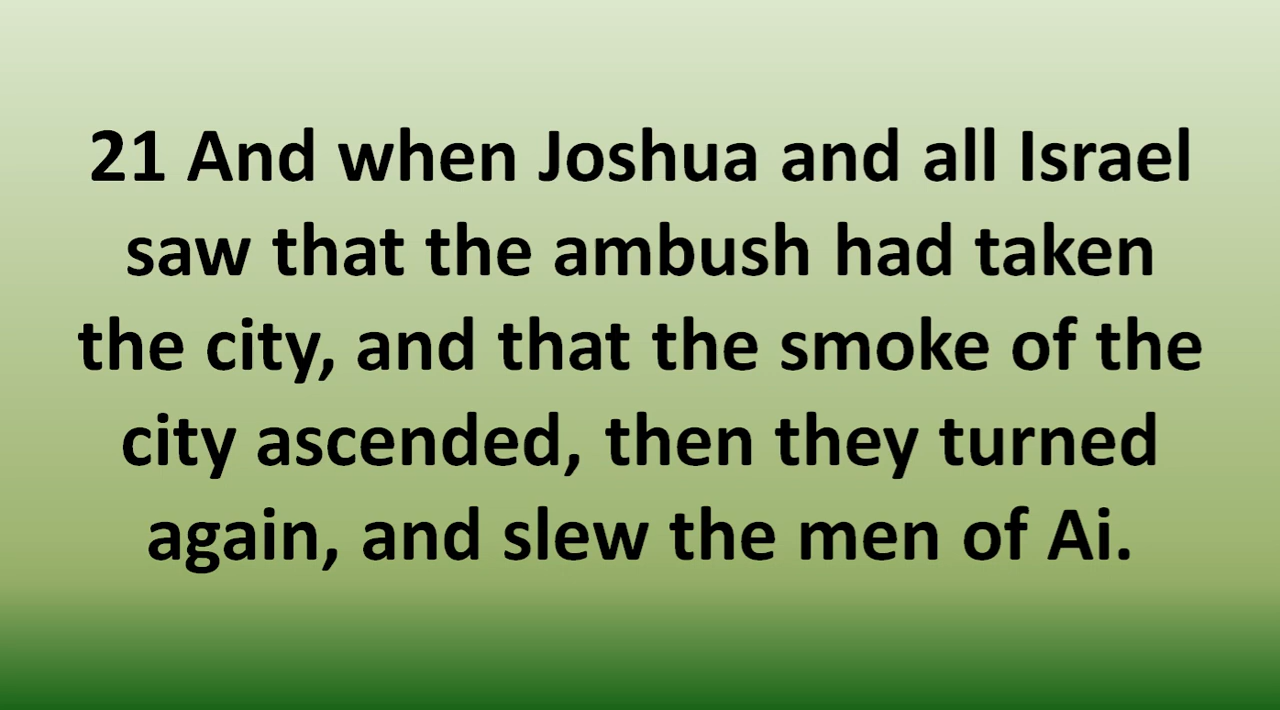 21 And when Joshua and all Israel
saw that the ambush had taken
the city, and that the smoke of the
city ascended, then they turned
again, and slew the men of Ai.